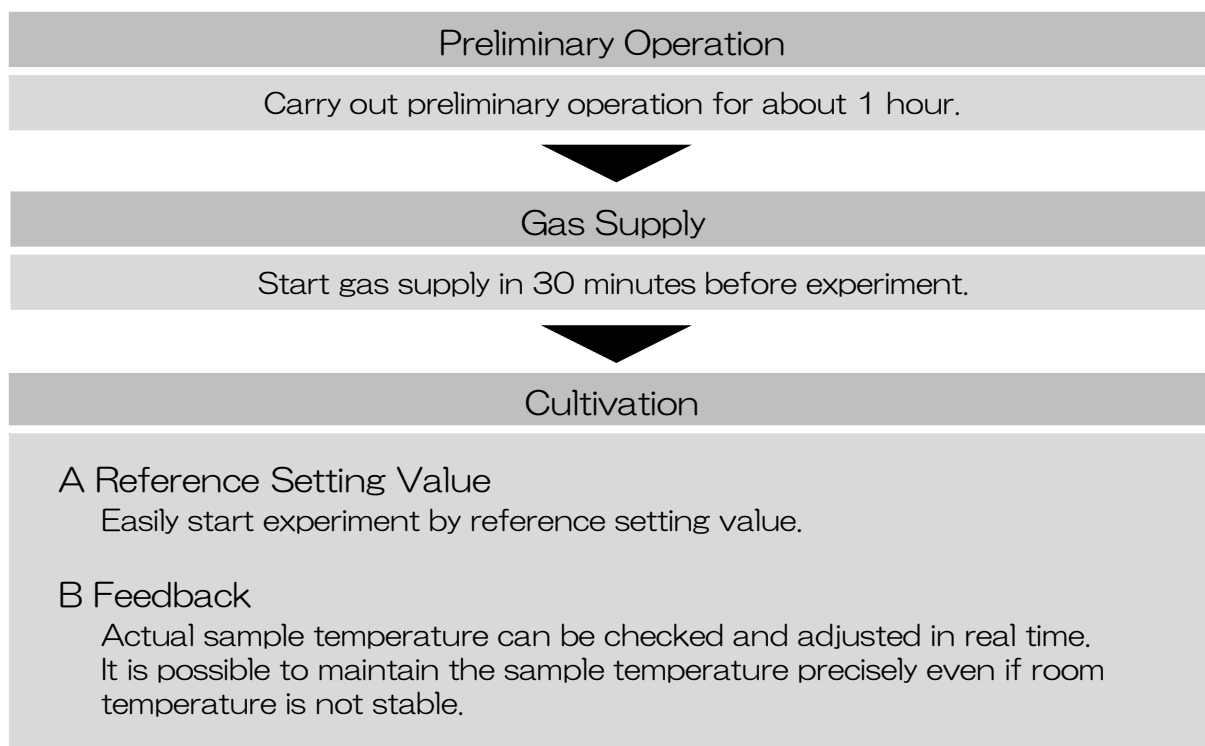 Preliminary Operation
Carry out preliminary operation for about 1 hour.
Gas Supply
Start gas supply in 30 minutes before experiment.
Cultivation
A Reference Setting Value
Easily start experiment by reference setting value.
B Feedback
Actual sample temperature can be checked and adjusted in real time.
It is possible to maintain the sample temperature precisely even if room
temperature is not stable.